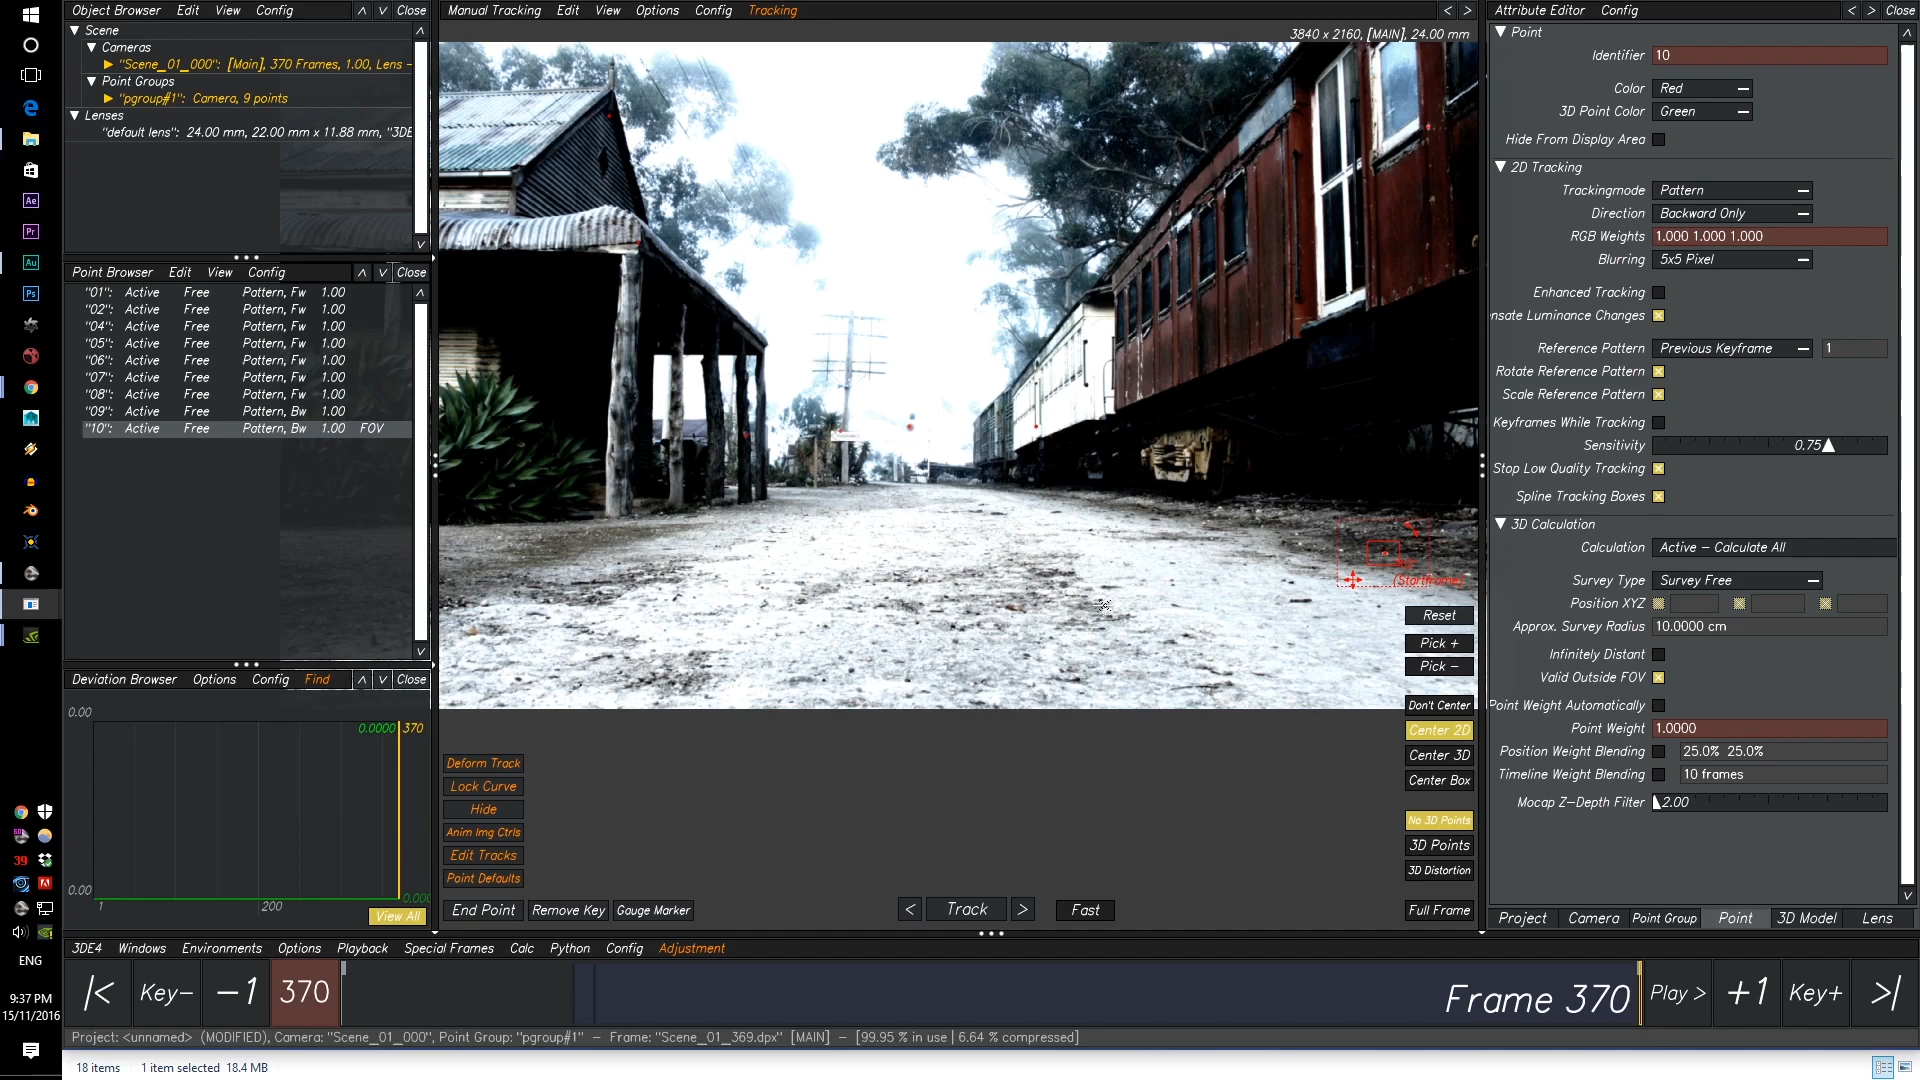 Object Browser Edit View Config ∧ ∨ Close
Scene
Cameras
"Scene_01_000": [Main], 370 Frames, 1.00, Lens -
Point Groups
"pgroup#1": Camera, 9 points
Lenses
"default lens": 24.00 mm, 22.00 mm x 11.88 mm, "3DE
Point Browser Edit View Config ∧ ∨ Close
"01": Active Free Pattern, Fw 1.00
"02": Active Free Pattern, Fw 1.00
"04": Active Free Pattern, Fw 1.00
"05": Active Free Pattern, Fw 1.00
"06": Active Free Pattern, Fw 1.00
"07": Active Free Pattern, Fw 1.00
"08": Active Free Pattern, Fw 1.00
"09": Active Free Pattern, Bw 1.00
"10": Active Free Pattern, Bw 1.00 FOV
Deviation Browser Options Config Find ∧ ∨ Close
0.00
0.0000 370
0.00
0.000
1 200
View All
Manual Tracking Edit View Options Config Tracking < >
3840 x 2160, [MAIN], 24.00 mm
(Startframe)
Reset
Pick +
Pick -
Don't Center
Center 2D
Center 3D
Center Box
No 3D Points
3D Points
3D Distortion
Full Frame
Deform Track
Lock Curve
Hide
Anim Img Ctrls
Edit Tracks
Point Defaults
End Point Remove Key Gauge Marker < Track > Fast
Attribute Editor Config < > Close
Point
Identifier 10
Color Red
3D Point Color Green
Hide From Display Area
2D Tracking
Trackingmode Pattern
Direction Backward Only
RGB Weights 1.000 1.000 1.000
Blurring 5x5 Pixel
Enhanced Tracking
nsate Luminance Changes
Reference Pattern Previous Keyframe 1
Rotate Reference Pattern
Scale Reference Pattern
Keyframes While Tracking
Sensitivity 0.75
Stop Low Quality Tracking
Spline Tracking Boxes
3D Calculation
Calculation Active - Calculate All
Survey Type Survey Free
Position XYZ
Approx. Survey Radius 10.0000 cm
Infinitely Distant
Valid Outside FOV
Point Weight Automatically
Point Weight 1.0000
Position Weight Blending 25.0% 25.0%
Timeline Weight Blending 10 frames
Mocap Z-Depth Filter 2.00
Project Camera Point Group Point 3D Model Lens
3DE4 Windows Environments Options Playback Special Frames Calc Python Config Adjustment
|< Key- -1 370 Frame 370 Play > +1 Key+ >|
Project: <unnamed> (MODIFIED), Camera: "Scene_01_000", Point Group: "pgroup#1" - Frame: "Scene_01_369.dpx" [MAIN] - [99.95 % in use | 6.64 % compressed]
18 items 1 item selected 18.4 MB
Ae
Pr
Au
Ps
39
ENG
9:37 PM
15/11/2016